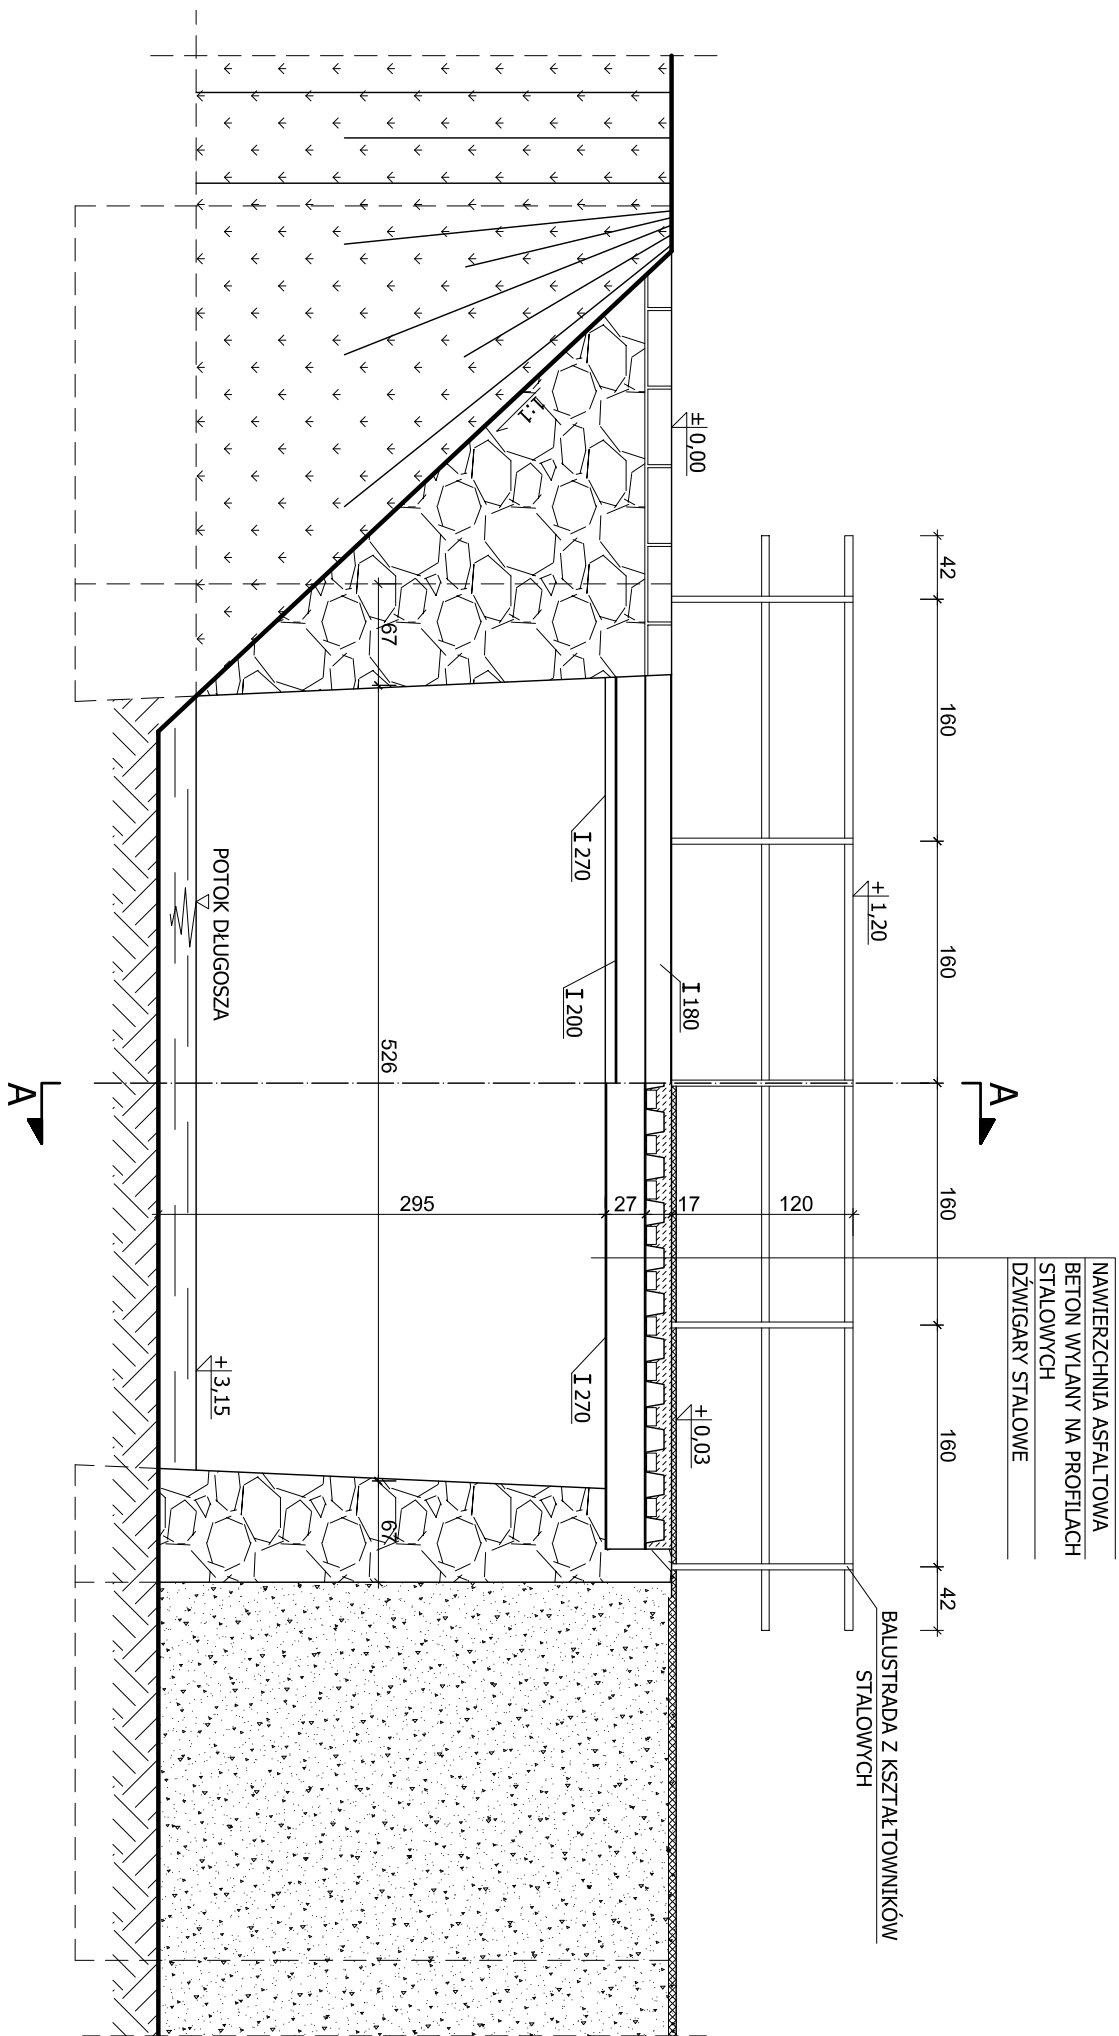 42
160
160
160
160
42
NAWIERZCHNIA ASFALTOWA
BETON WYLANY NA PROFILACH
STALOWYCH
DŹWIGARY STALOWE
BALUSTRADA Z KSZTAŁTOWNIKÓW
STALOWYCH
+1,20
A
±0,00
+0,03
120
17
27
295
I 180
I 270
I 200
I 270
1:1
67
526
67
POTOK DŁUGOSZA
+3,15
A